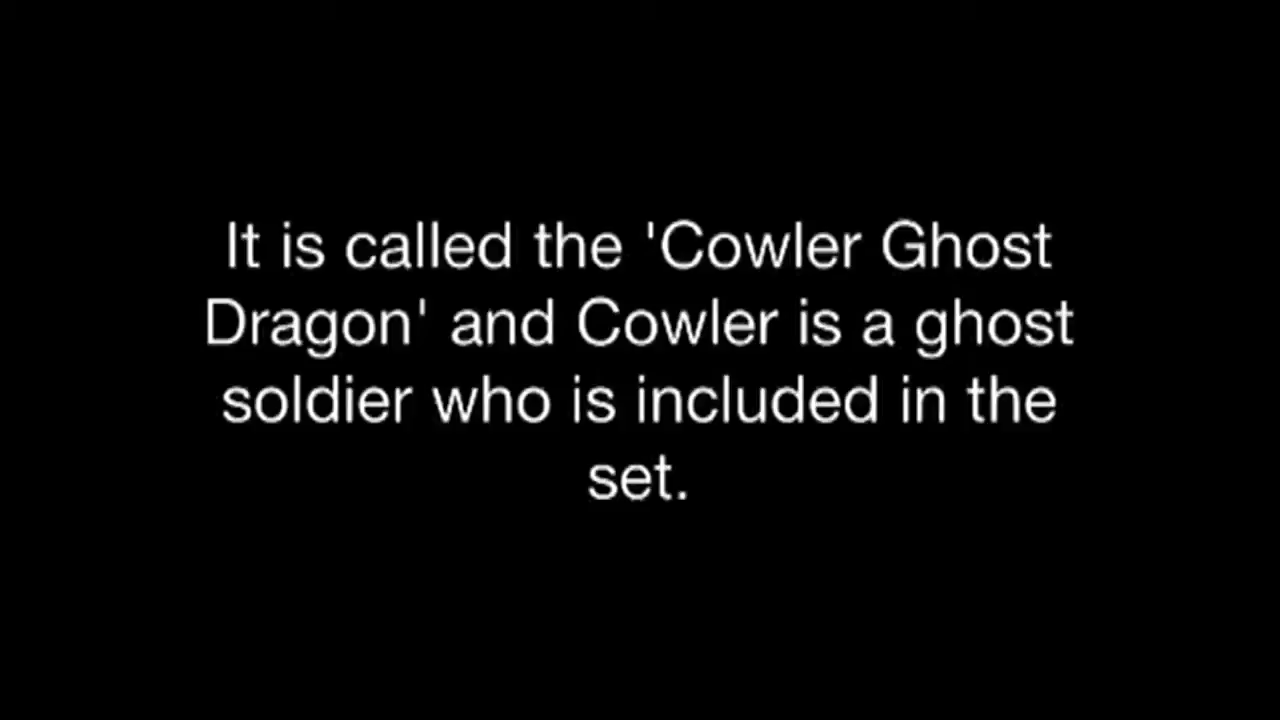 It is called the 'Cowler Ghost
Dragon' and Cowler is a ghost
soldier who is included in the
set.